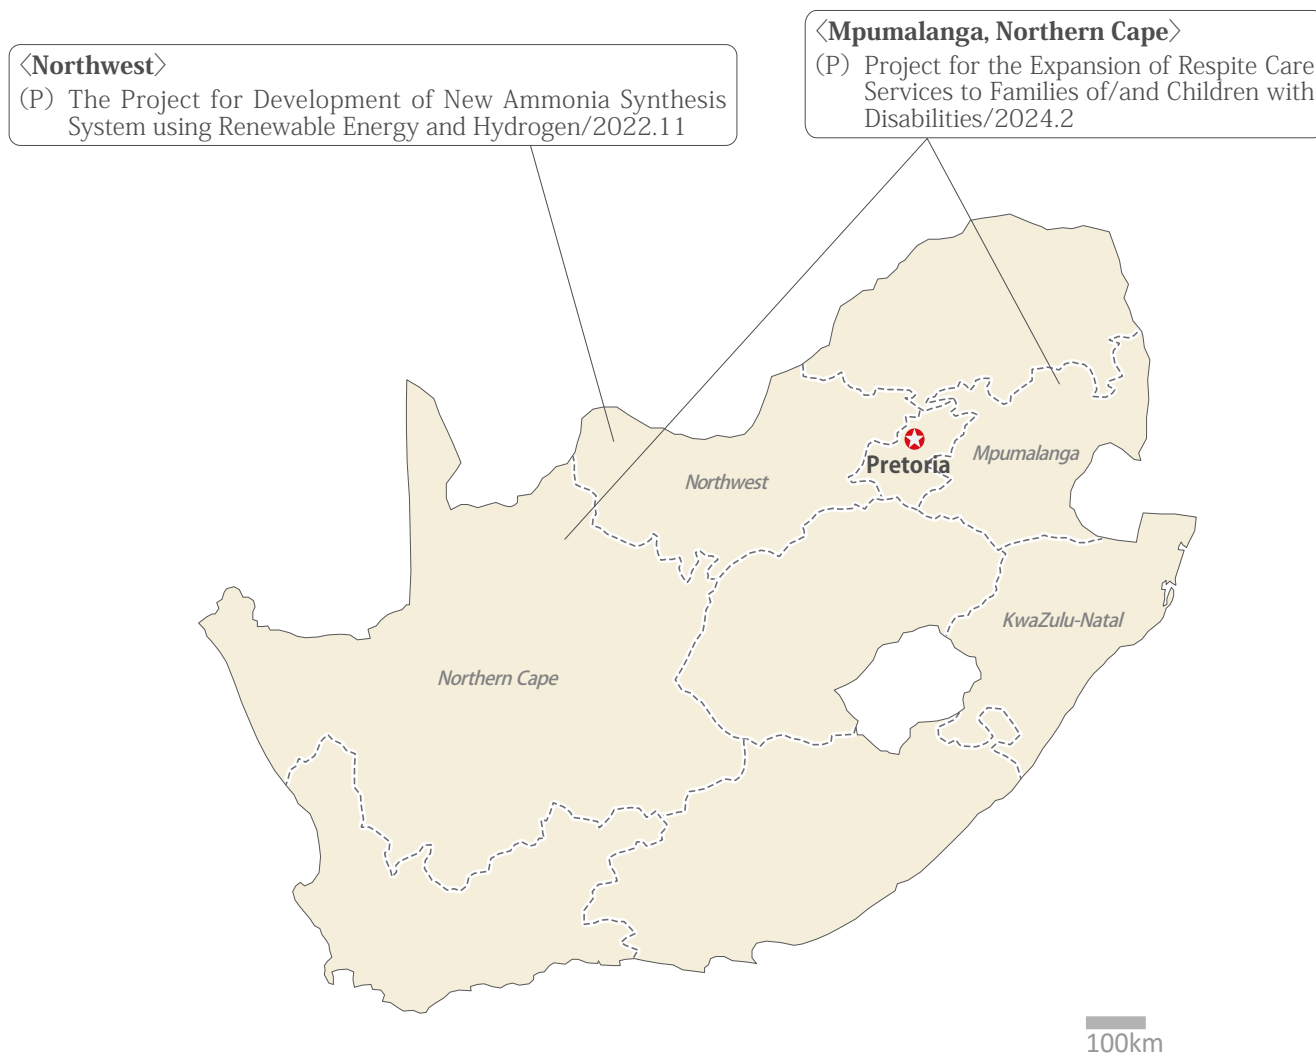 〈Northwest〉
(P) The Project for Development of New Ammonia Synthesis
System using Renewable Energy and Hydrogen/2022.11
〈Mpumalanga, Northern Cape〉
(P) Project for the Expansion of Respite Care
Services to Families of/and Children with
Disabilities/2024.2
Pretoria
Mpumalanga
Northwest
KwaZulu-Natal
Northern Cape
100km